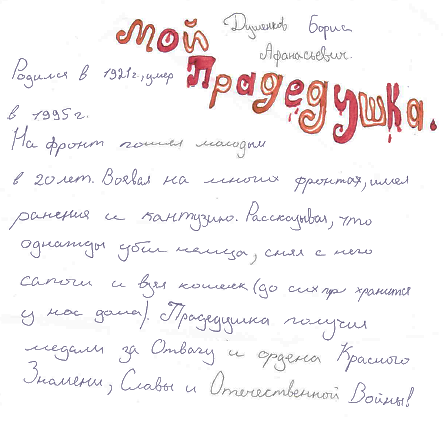 Мой Душенков Борис
Афанасьевич.
Прадедушка.
Родился в 1921г., умер
в 1995г.
На фронт пошел молодым
в 20 лет. Воевал на многих фронтах, имел
ранения и контузию. Рассказывал, что
однажды убил немца, снял с него
сапоги и взял кошелек (до сих пор хранится
у нас дома). Прадедушка получил
медали за Отвагу и ордена Красного
Знамени, Славы и Отечественной Войны!